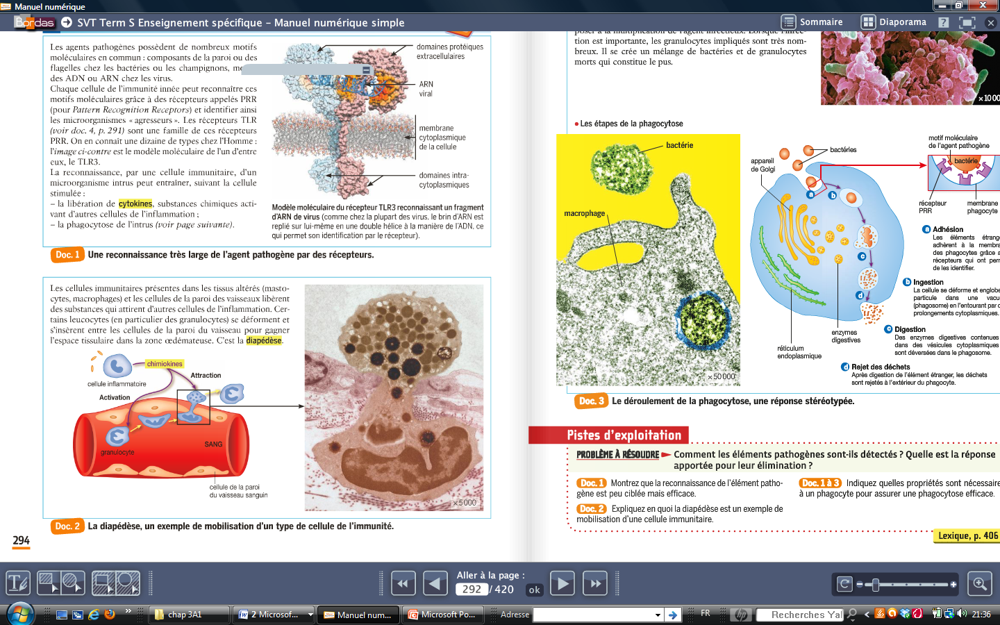 Manuel numérique
Bordas
SVT Term S Enseignement spécifique – Manuel numérique simple
Sommaire
Diaporama
?
Les agents pathogènes possèdent de nombreux motifs
moléculaires en commun : composants de la paroi ou des
flagelles chez les bactéries ou les champignons,
des ADN ou ARN chez les virus.
Chaque cellule de l'immunité innée peut reconnaître ces
motifs moléculaires grâce à des récepteurs appelés PRR
(pour Pattern Recognition Receptors) et identifier ainsi
les microorganismes « agresseurs ». Les récepteurs TLR
(voir doc. 4, p. 291) sont une famille de ces récepteurs
PRR. On en connaît une dizaine de types chez l'Homme :
l'image ci-contre est le modèle moléculaire de l'un d'entre
eux, le TLR3.
La reconnaissance, par une cellule immunitaire, d'un
microorganisme intrus peut entraîner, suivant la cellule
stimulée :
– la libération de cytokines, substances chimiques acti-
vant d'autres cellules de l'inflammation ;
– la phagocytose de l'intrus (voir page suivante).
domaines protéiques
extracellulaires
ARN
viral
membrane
cytoplasmique
de la cellule
domaines intra-
cytoplasmiques
Modèle moléculaire du récepteur TLR3 reconnaissant un fragment
d'ARN de virus (comme chez la plupart des virus, le brin d'ARN est
replié sur lui-même en une double hélice à la manière de l'ADN, ce
qui permet son identification par le récepteur).
Doc. 1 Une reconnaissance très large de l'agent pathogène par des récepteurs.
Les cellules immunitaires présentes dans les tissus altérés (masto-
cytes, macrophages) et les cellules de la paroi des vaisseaux libèrent
des substances qui attirent d'autres cellules de l'inflammation. Cer-
tains leucocytes (en particulier des granulocytes) se déforment et
s'insèrent entre les cellules de la paroi du vaisseau pour gagner
l'espace tissulaire dans la zone œdémateuse. C'est la diapédèse.
chimiokines
cellule inflammatoire
Attraction
Activation
SANG
granulocyte
cellule de la paroi
du vaisseau sanguin
×5000
Doc. 2 La diapédèse, un exemple de mobilisation d'un type de cellule de l'immunité.
294
poser à la multiplication de l'agent infectieux. Lorsque l'infec-
tion est importante, les granulocytes impliqués sont très nom-
breux. Il se crée un mélange de bactéries et de granulocytes
morts qui constitue le pus.
×1000
• Les étapes de la phagocytose
bactérie
macrophage
×50000
bactéries
appareil
de Golgi
a
b
c
d
enzymes
digestives
réticulum
endoplasmique
motif moléculaire
de l'agent pathogène
bactérie
récepteur
PRR
membrane
phagocyte
a Adhésion
Les éléments étrang
adhèrent à la membra
des phagocytes grâce a
récepteurs qui ont perm
de les identifier.
b Ingestion
La cellule se déforme et englobe
particule dans une vacu
(phagosome) en l'entourant par d
prolongements cytoplasmiques.
c Digestion
Des enzymes digestives contenues
dans des vésicules cytoplasmiques
sont déversées dans le phagosome.
d Rejet des déchets
Après digestion de l'élément étranger, les déchets
sont rejetés à l'extérieur du phagocyte.
Doc. 3 Le déroulement de la phagocytose, une réponse stéréotypée.
Pistes d'exploitation
PROBLÈME À RÉSOUDRE Comment les éléments pathogènes sont-ils détectés ? Quelle est la réponse
apportée pour leur élimination ?
Doc. 1 Montrez que la reconnaissance de l'élément patho-
gène est peu ciblée mais efficace.
Doc. 2 Expliquez en quoi la diapédèse est un exemple de
mobilisation d'une cellule immunitaire.
Doc. 1 à 3 Indiquez quelles propriétés sont nécessaire
à un phagocyte pour assurer une phagocytose efficace.
Lexique, p. 406
Aller à la page :
292 / 420 ok
chap 3A1
2 Microsof...
Manuel num...
Microsoft Po...
Adresse
FR
hp
Recherches Ya
21:36